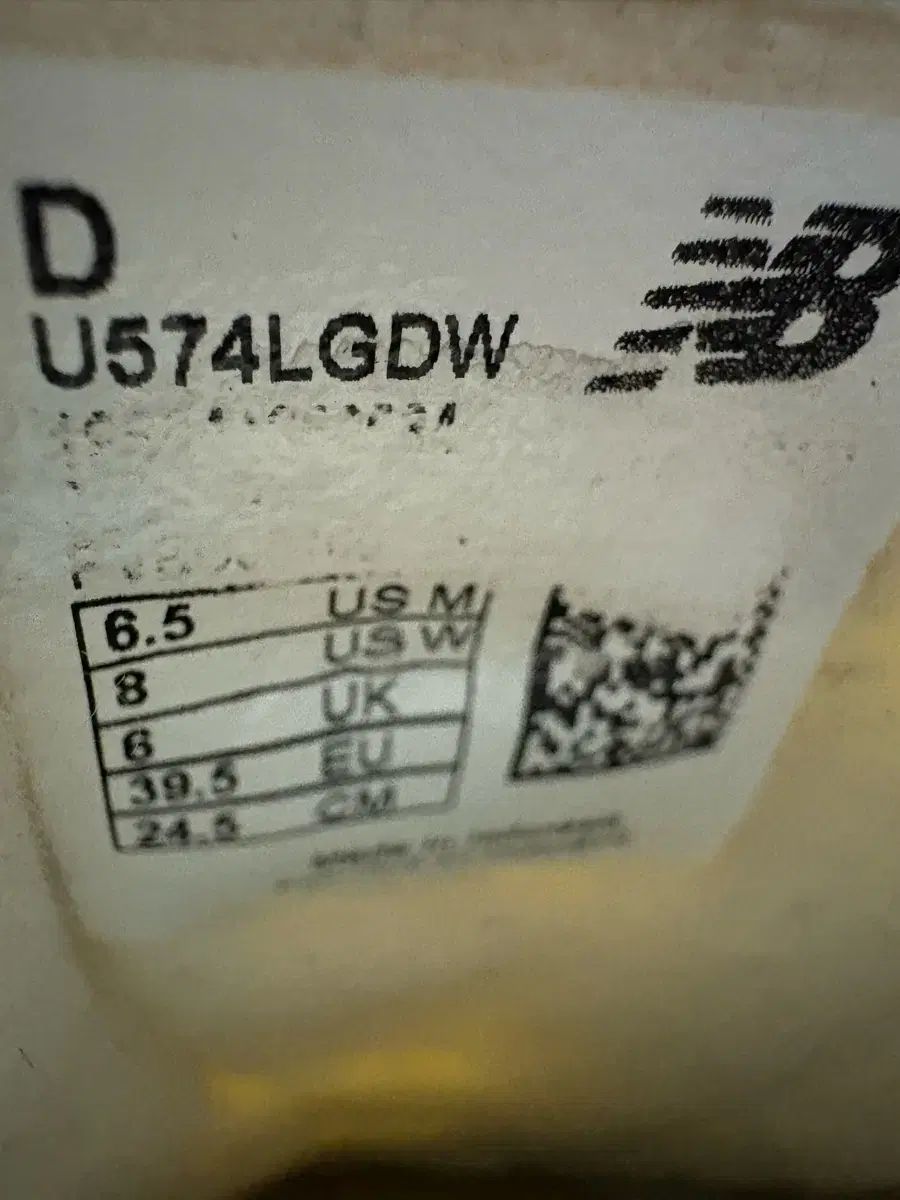 D
U574LGDW
6.5 US M
8 US W
6 UK
39.5 EU
24.5 CM